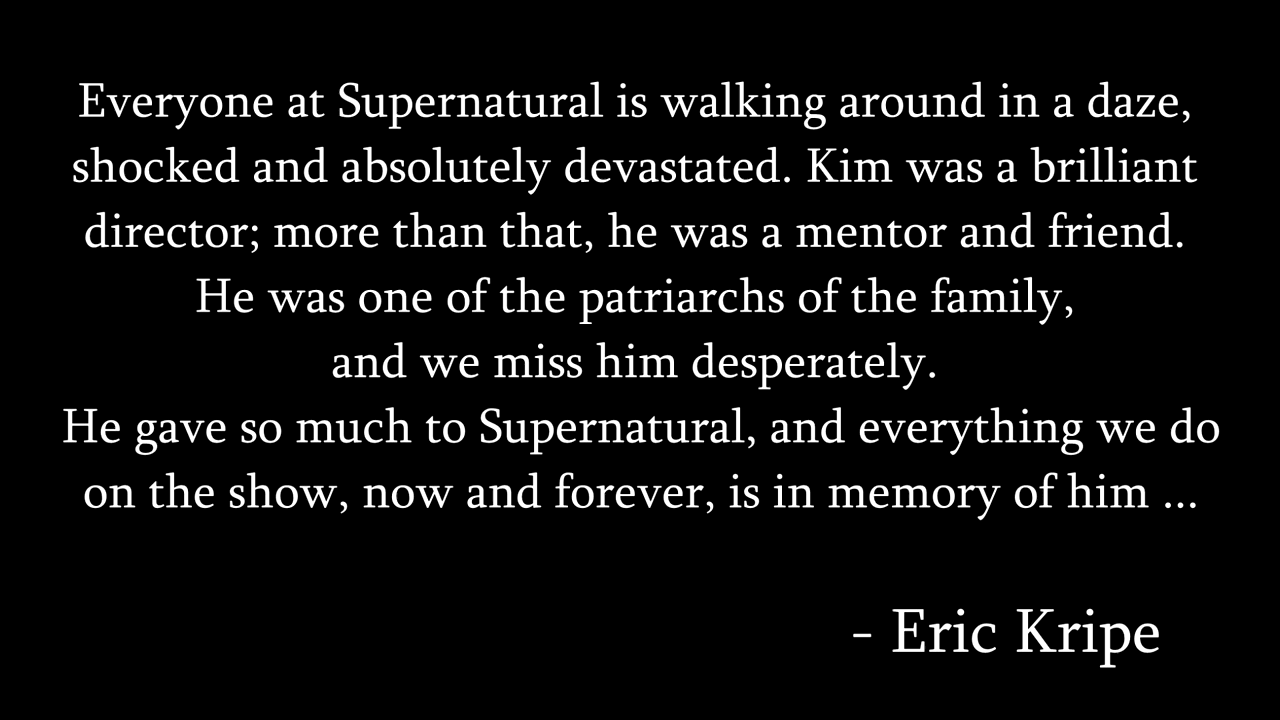 Everyone at Supernatural is walking around in a daze,
shocked and absolutely devastated. Kim was a brilliant
director; more than that, he was a mentor and friend.
He was one of the patriarchs of the family,
and we miss him desperately.
He gave so much to Supernatural, and everything we do
on the show, now and forever, is in memory of him ...
- Eric Kripe